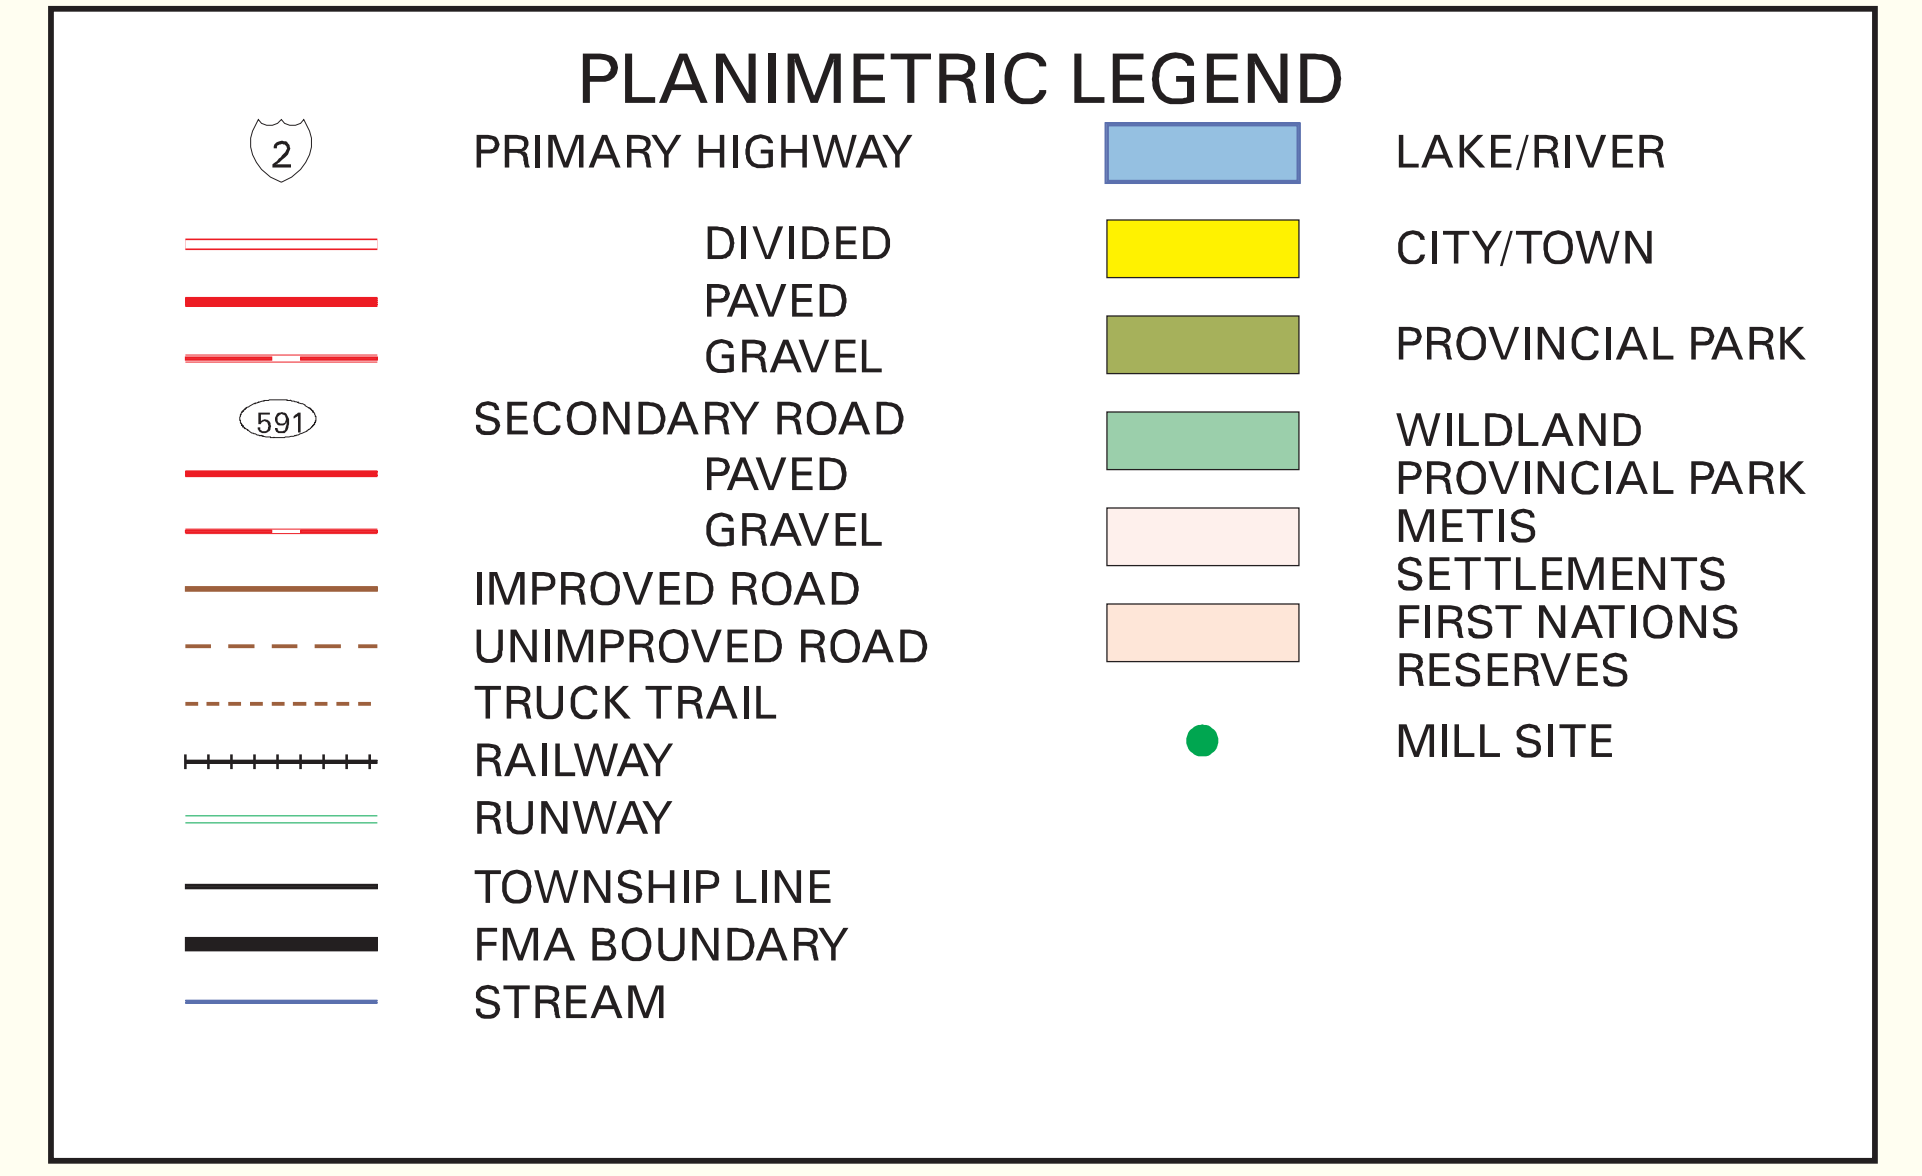 PLANIMETRIC LEGEND
2
PRIMARY HIGHWAY
DIVIDED
PAVED
GRAVEL
591
SECONDARY ROAD
PAVED
GRAVEL
IMPROVED ROAD
UNIMPROVED ROAD
TRUCK TRAIL
RAILWAY
RUNWAY
TOWNSHIP LINE
FMA BOUNDARY
STREAM
LAKE/RIVER
CITY/TOWN
PROVINCIAL PARK
WILDLAND
PROVINCIAL PARK
METIS
SETTLEMENTS
FIRST NATIONS
RESERVES
MILL SITE